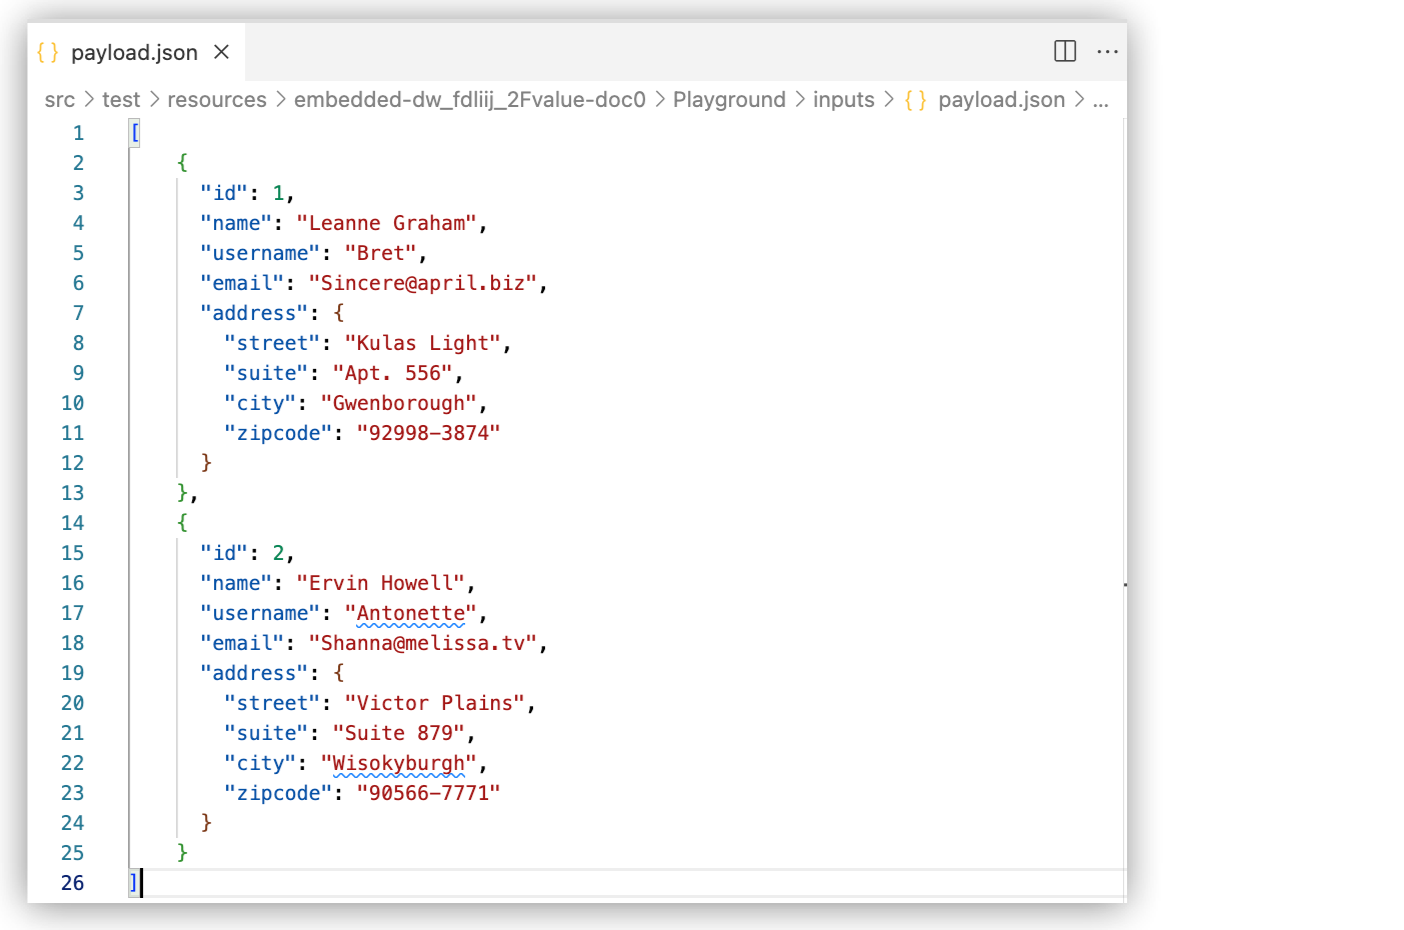 { } payload.json
src > test > resources > embedded-dw_fdliij_2Fvalue-doc0 > Playground > inputs > { } payload.json > ...
1 [
2 {
3 "id": 1,
4 "name": "Leanne Graham",
5 "username": "Bret",
6 "email": "Sincere@april.biz",
7 "address": {
8 "street": "Kulas Light",
9 "suite": "Apt. 556",
10 "city": "Gwenborough",
11 "zipcode": "92998-3874"
12 }
13 },
14 {
15 "id": 2,
16 "name": "Ervin Howell",
17 "username": "Antonette",
18 "email": "Shanna@melissa.tv",
19 "address": {
20 "street": "Victor Plains",
21 "suite": "Suite 879",
22 "city": "Wisokyburgh",
23 "zipcode": "90566-7771"
24 }
25 }
26 ]